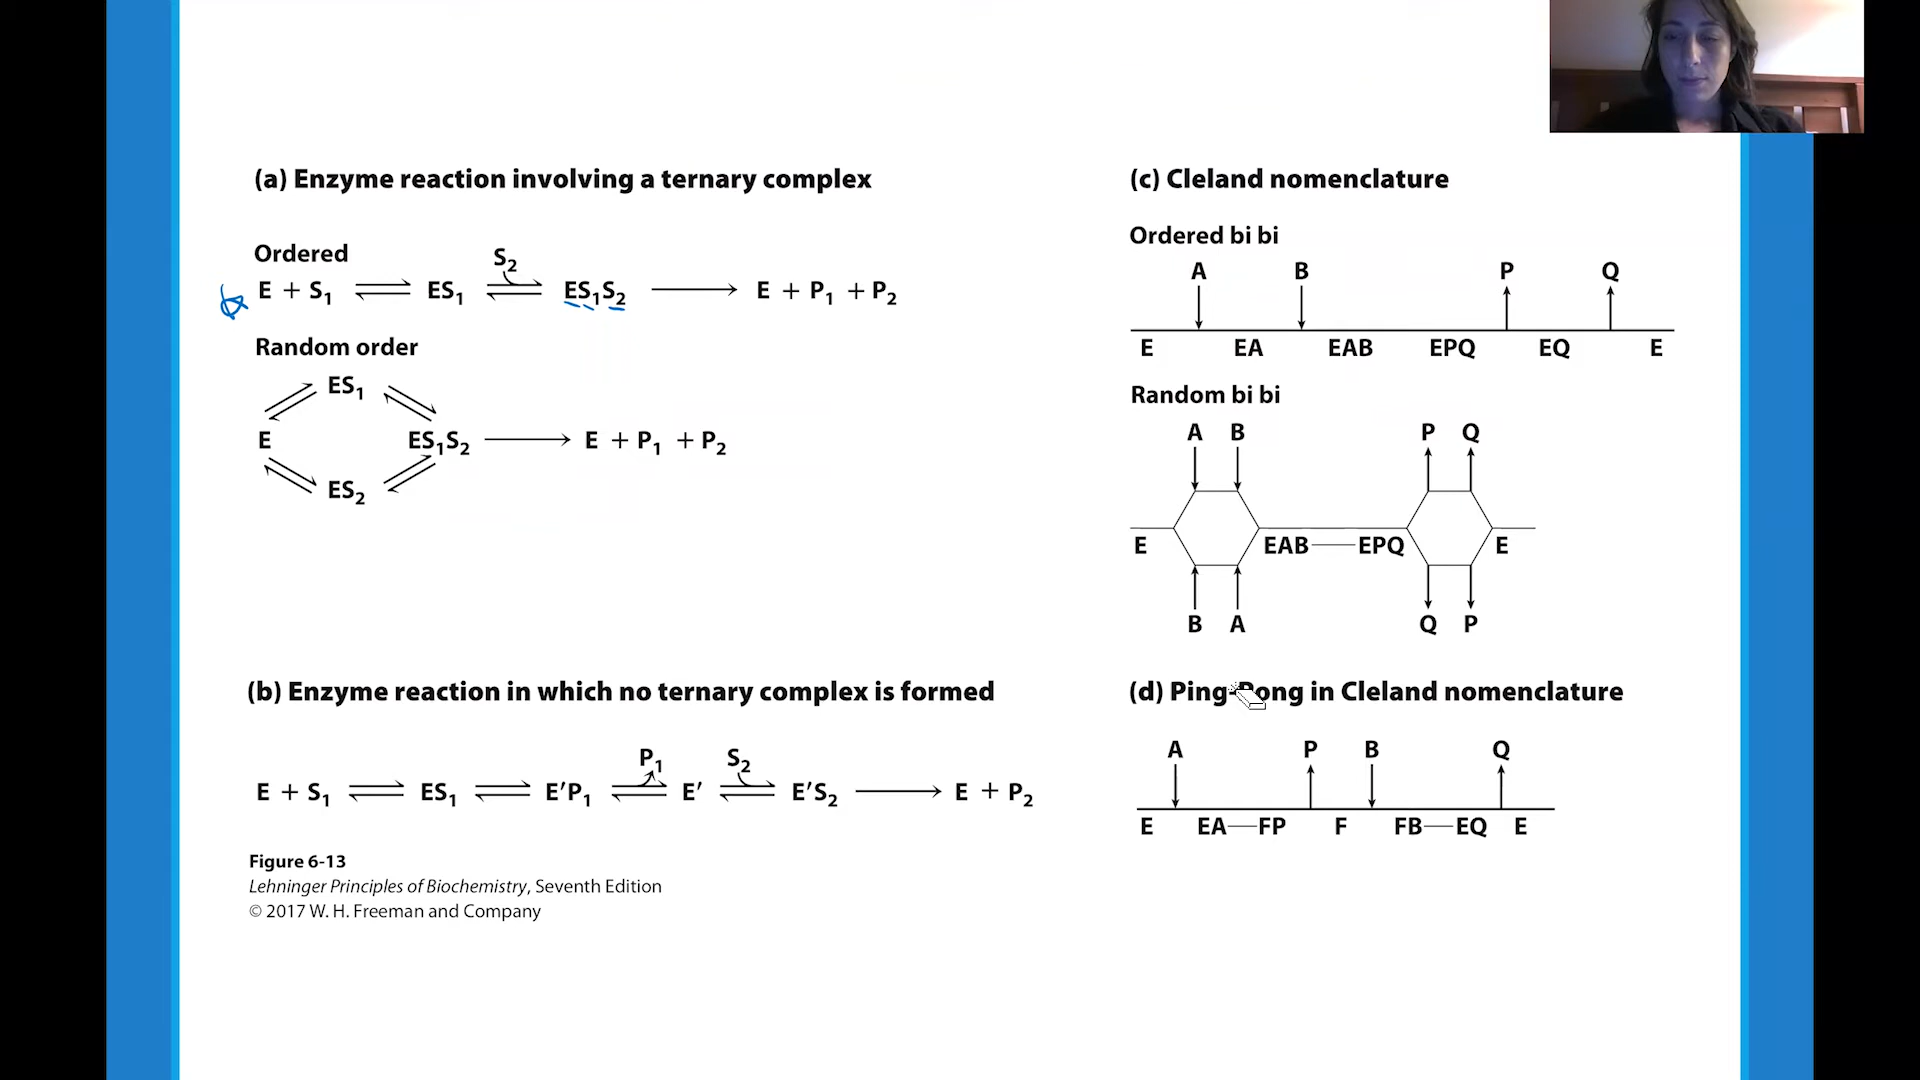 (a) Enzyme reaction involving a ternary complex
Ordered
S₂
E + S₁ ⇌ ES₁ ⇌ ES₁S₂ ⟶ E + P₁ + P₂
Random order
ES₁
E ES₁S₂ ⟶ E + P₁ + P₂
ES₂
(b) Enzyme reaction in which no ternary complex is formed
P₁ S₂
E + S₁ ⇌ ES₁ ⇌ E′P₁ ⇌ E′ ⇌ E′S₂ ⟶ E + P₂
Figure 6-13
Lehninger Principles of Biochemistry, Seventh Edition
© 2017 W. H. Freeman and Company
(c) Cleland nomenclature
Ordered bi bi
A B P Q
E EA EAB EPQ EQ E
Random bi bi
A B P Q
E EAB—EPQ E
B A Q P
(d) Ping-Pong in Cleland nomenclature
A P B Q
E EA—FP F FB—EQ E